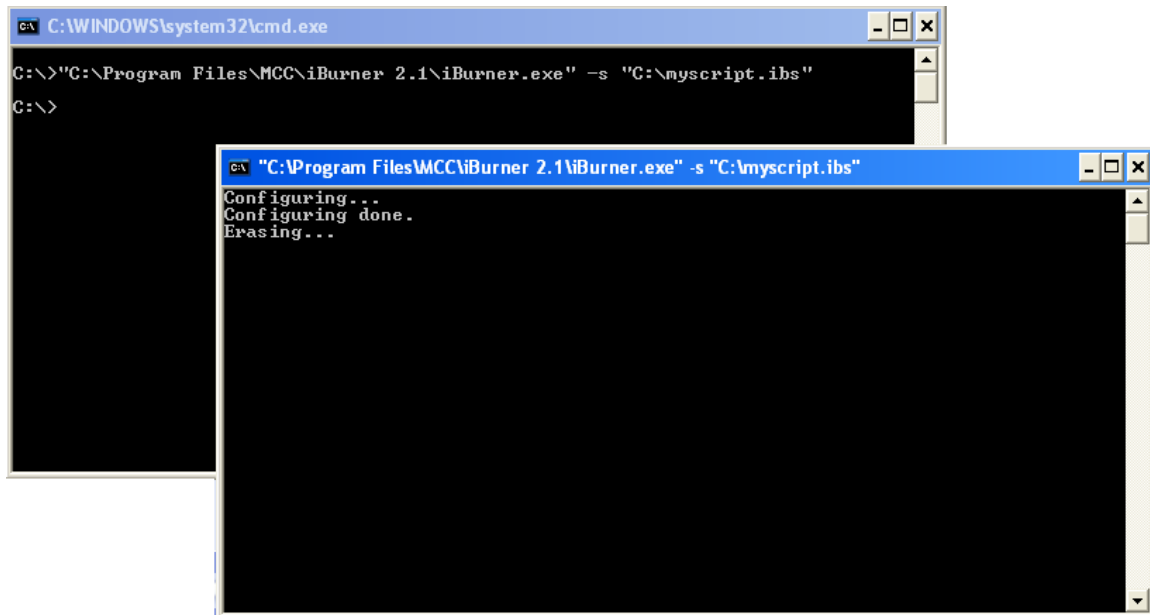 C:\WINDOWS\system32\cmd.exe
C:\>"C:\Program Files\MCC\iBurner 2.1\iBurner.exe" -s "C:\myscript.ibs"
C:\>
"C:\Program Files\MCC\iBurner 2.1\iBurner.exe" -s "C:\myscript.ibs"
Configuring...
Configuring done.
Erasing...